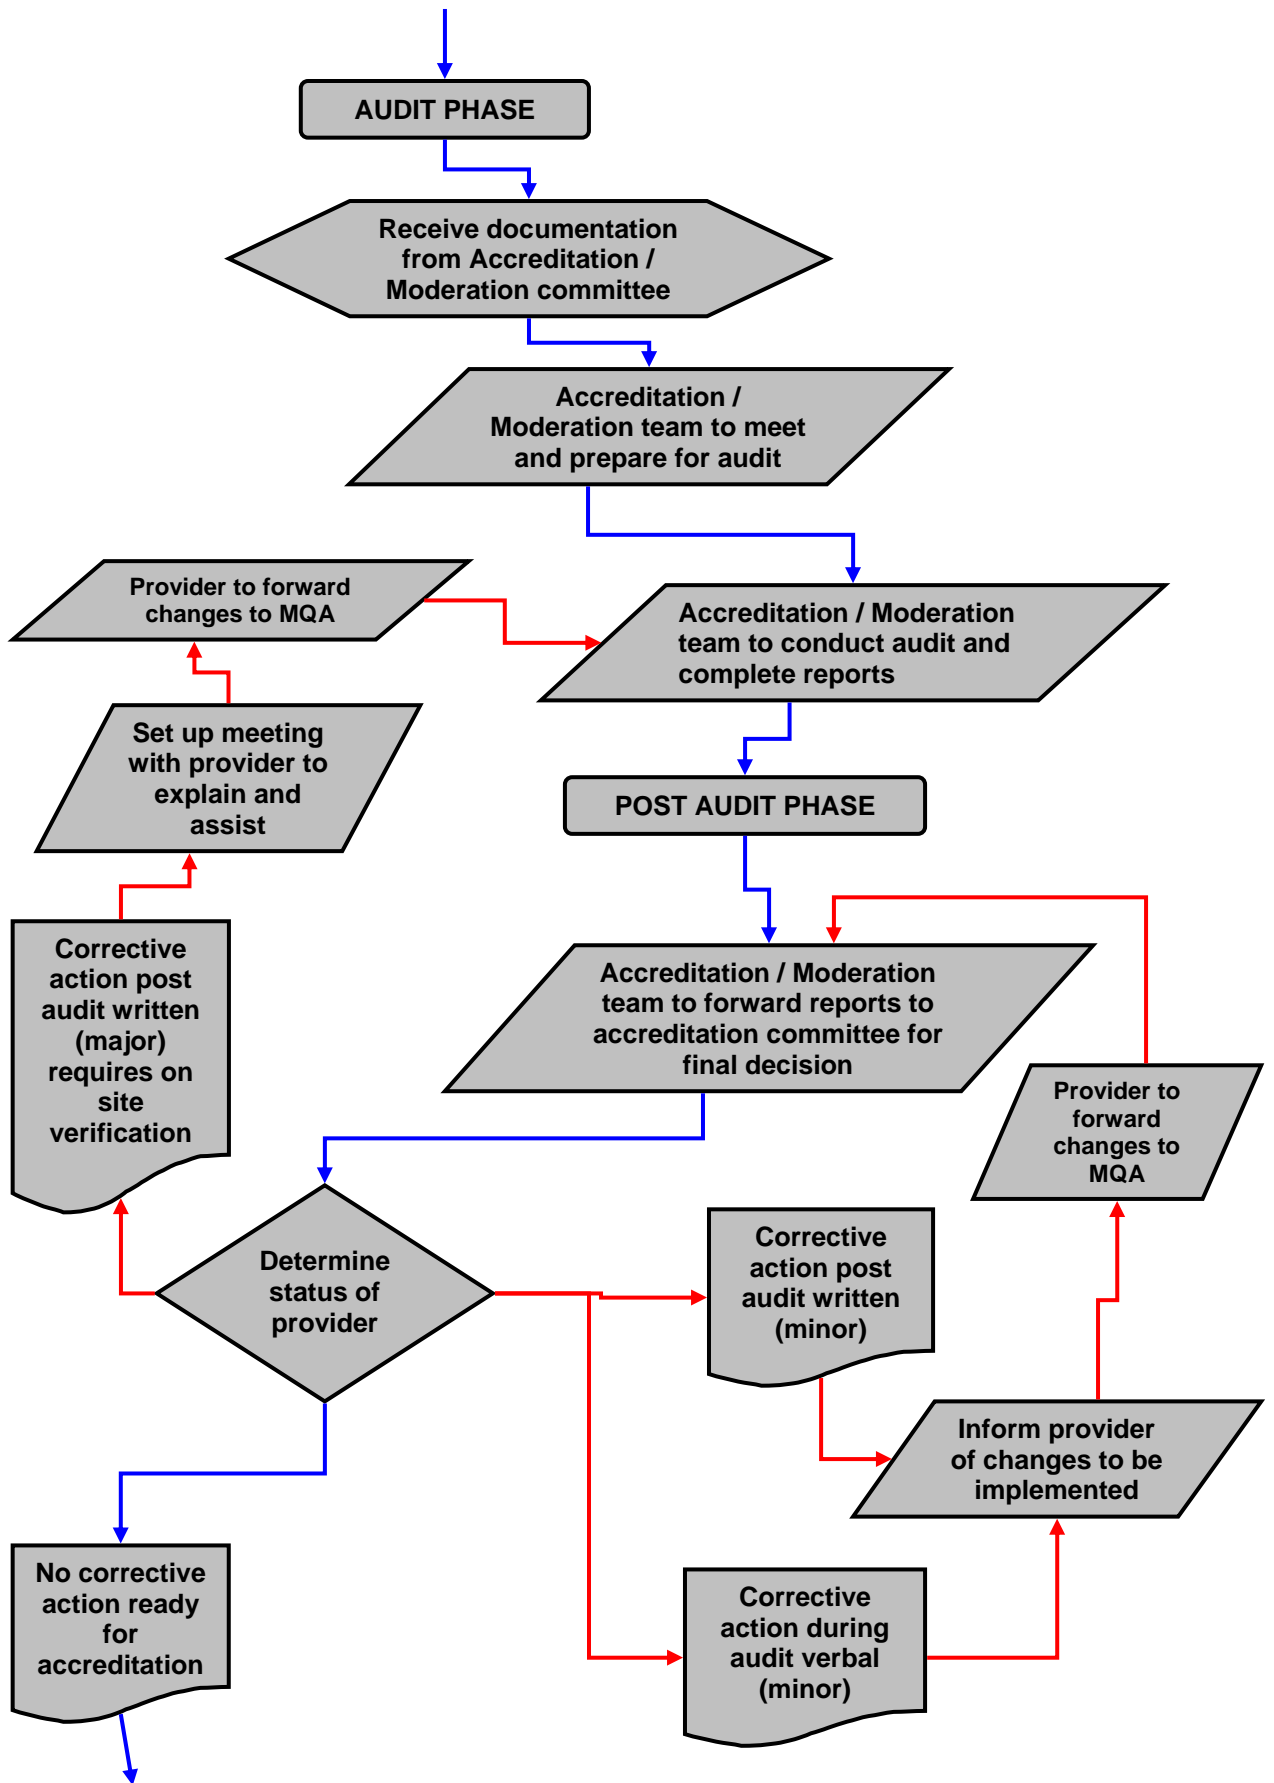 AUDIT PHASE
Receive documentation
from Accreditation /
Moderation committee
Accreditation /
Moderation team to meet
and prepare for audit
Provider to forward
changes to MQA
Accreditation / Moderation
team to conduct audit and
complete reports
Set up meeting
with provider to
explain and
assist
POST AUDIT PHASE
Corrective
action post
audit written
(major)
requires on
site
verification
Accreditation / Moderation
team to forward reports to
accreditation committee for
final decision
Provider to
forward
changes to
MQA
Determine
status of
provider
Corrective
action post
audit written
(minor)
Inform provider
of changes to be
implemented
No corrective
action ready
for
accreditation
Corrective
action during
audit verbal
(minor)